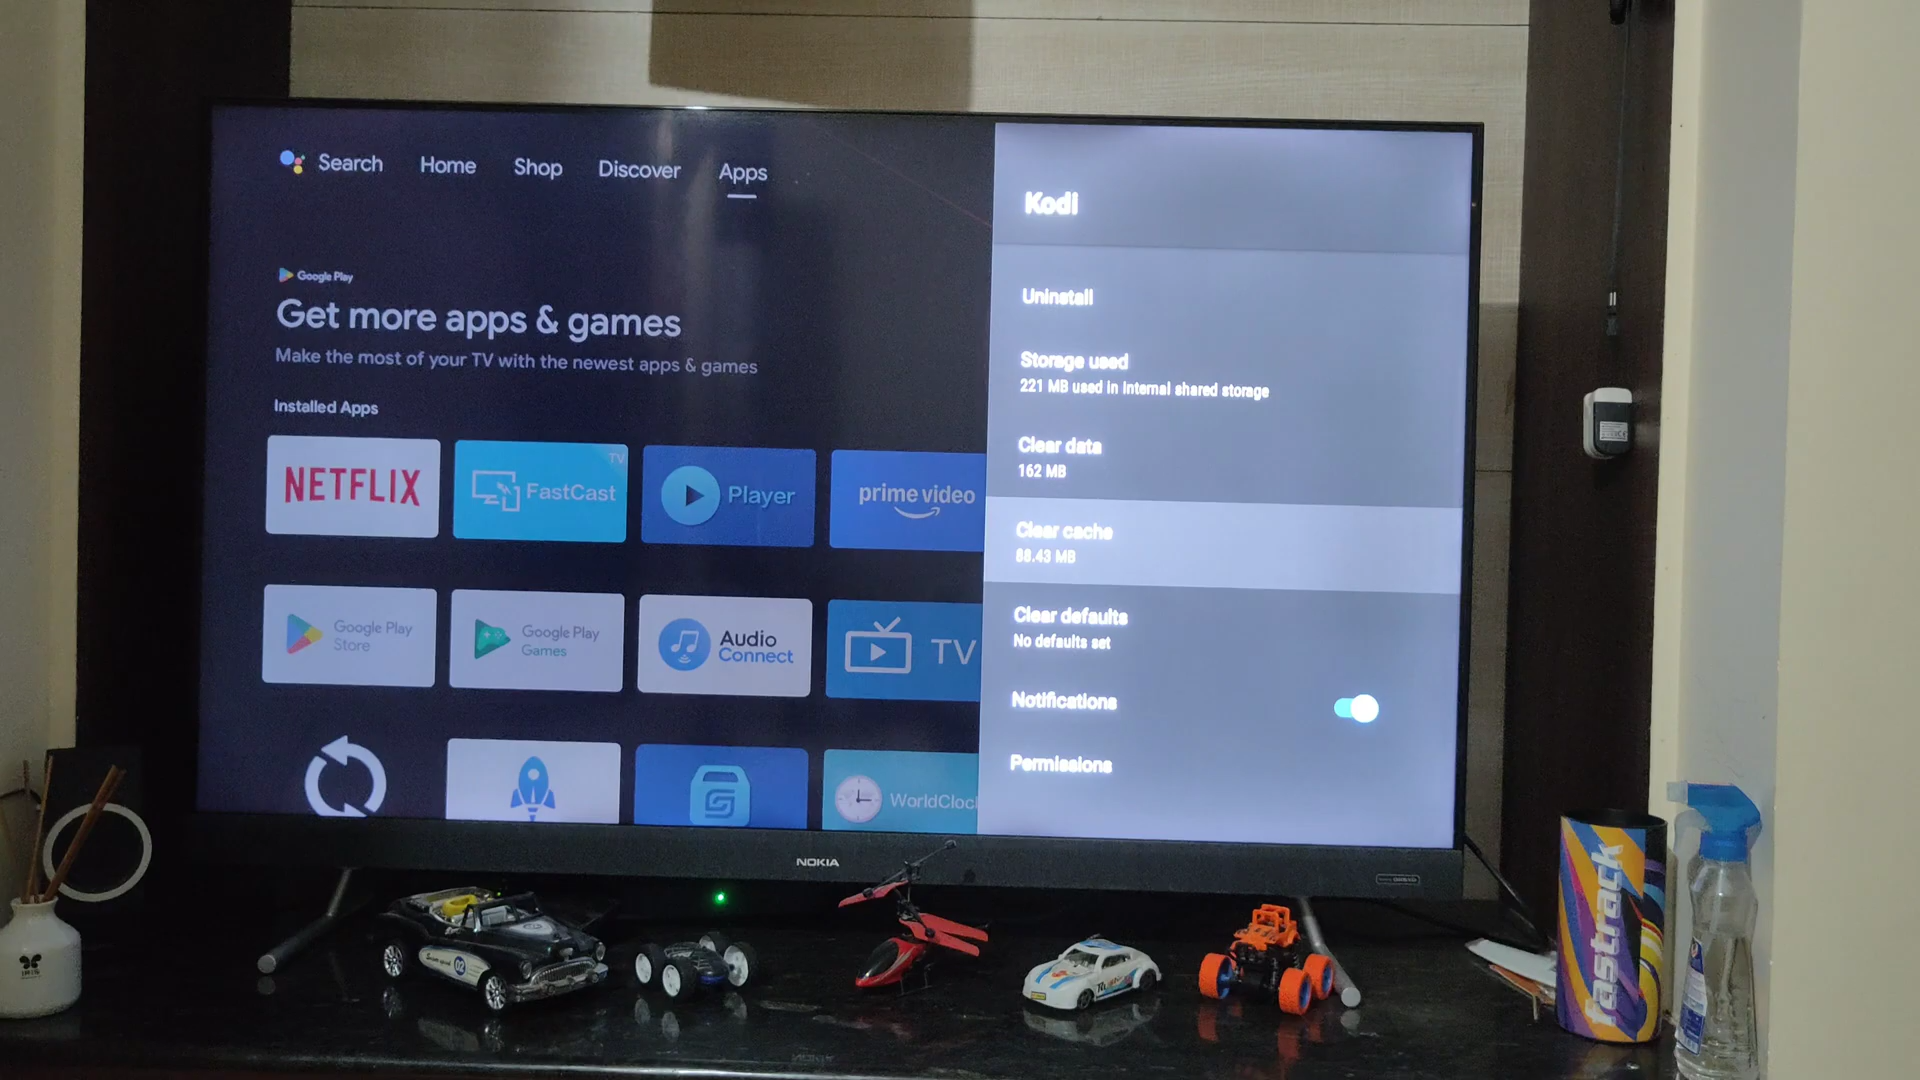 Search Home Shop Discover Apps
Google Play
Get more apps & games
Make the most of your TV with the newest apps & games
Installed Apps
NETFLIX
TV
FastCast
Player
prime video
Google Play
Store
Google Play
Games
Audio
Connect
TV
WorldCloc
Kodi
Uninstall
Storage used
221 MB used in Internal shared storage
Clear data
162 MB
Clear cache
88.43 MB
Clear defaults
No defaults set
Notifications
Permissions
NOKIA
fastrack